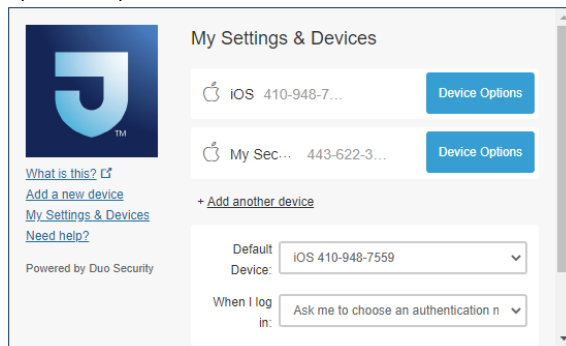 My Settings & Devices
iOS 410-948-7...
Device Options
My Sec... 443-622-3...
Device Options
+ Add another device
Default Device:
iOS 410-948-7559
When I log in:
Ask me to choose an authentication n
TM
What is this?
Add a new device
My Settings & Devices
Need help?
Powered by Duo Security